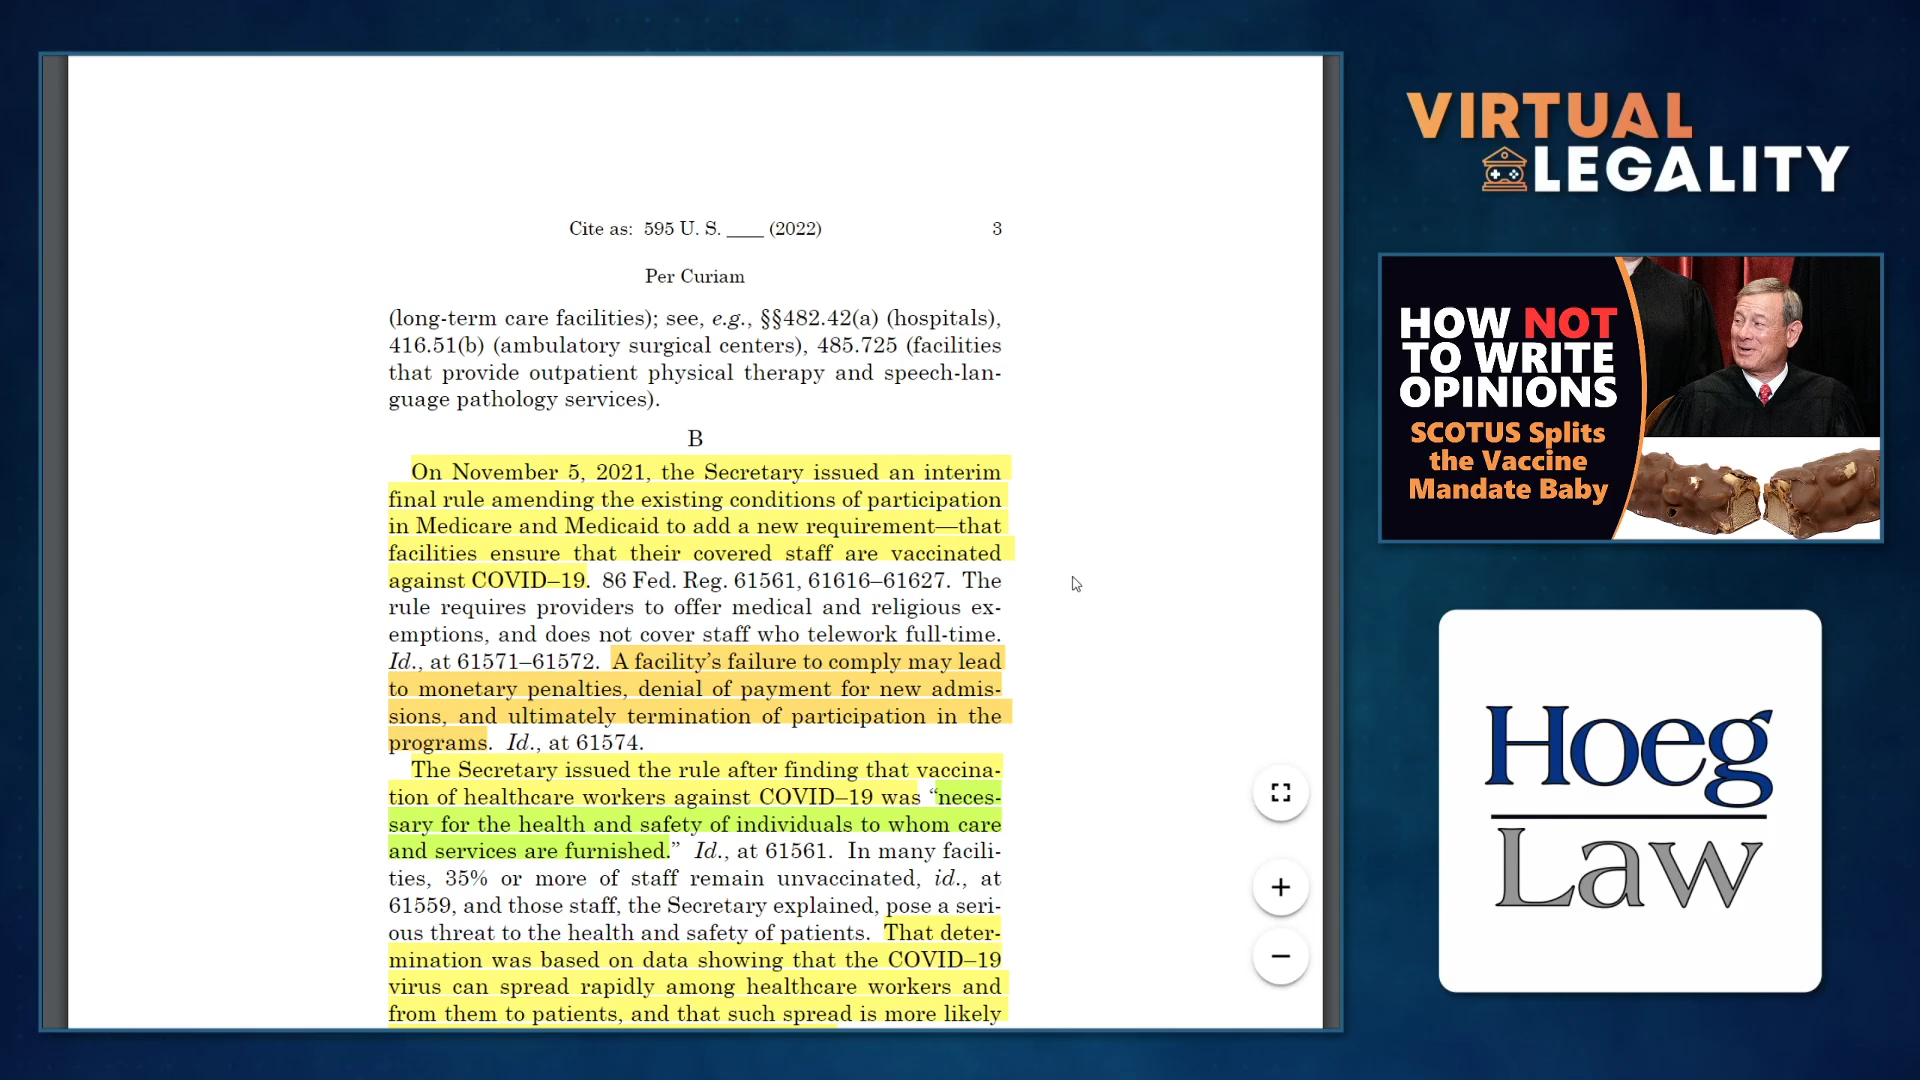 Cite as: 595 U. S. ____ (2022) 3
Per Curiam
(long-term care facilities); see, e.g., §§482.42(a) (hospitals),
416.51(b) (ambulatory surgical centers), 485.725 (facilities
that provide outpatient physical therapy and speech-lan-
guage pathology services).
B
On November 5, 2021, the Secretary issued an interim
final rule amending the existing conditions of participation
in Medicare and Medicaid to add a new requirement—that
facilities ensure that their covered staff are vaccinated
against COVID–19. 86 Fed. Reg. 61561, 61616–61627. The
rule requires providers to offer medical and religious ex-
emptions, and does not cover staff who telework full-time.
Id., at 61571–61572. A facility’s failure to comply may lead
to monetary penalties, denial of payment for new admis-
sions, and ultimately termination of participation in the
programs. Id., at 61574.
The Secretary issued the rule after finding that vaccina-
tion of healthcare workers against COVID–19 was “neces-
sary for the health and safety of individuals to whom care
and services are furnished.” Id., at 61561. In many facili-
ties, 35% or more of staff remain unvaccinated, id., at
61559, and those staff, the Secretary explained, pose a seri-
ous threat to the health and safety of patients. That deter-
mination was based on data showing that the COVID–19
virus can spread rapidly among healthcare workers and
from them to patients, and that such spread is more likely
VIRTUAL
LEGALITY
HOW NOT
TO WRITE
OPINIONS
SCOTUS Splits
the Vaccine
Mandate Baby
Hoeg
Law